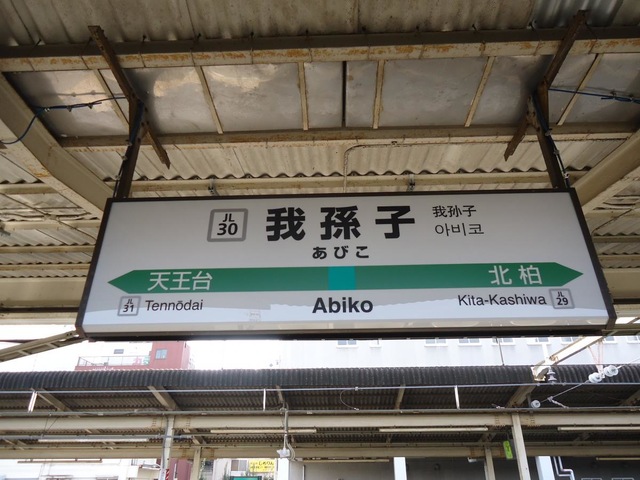 JL
30
我孫子
我孙子
아비코
あびこ
天王台
北柏
JL
31
Tennōdai
Abiko
Kita-Kashiwa
JL
29